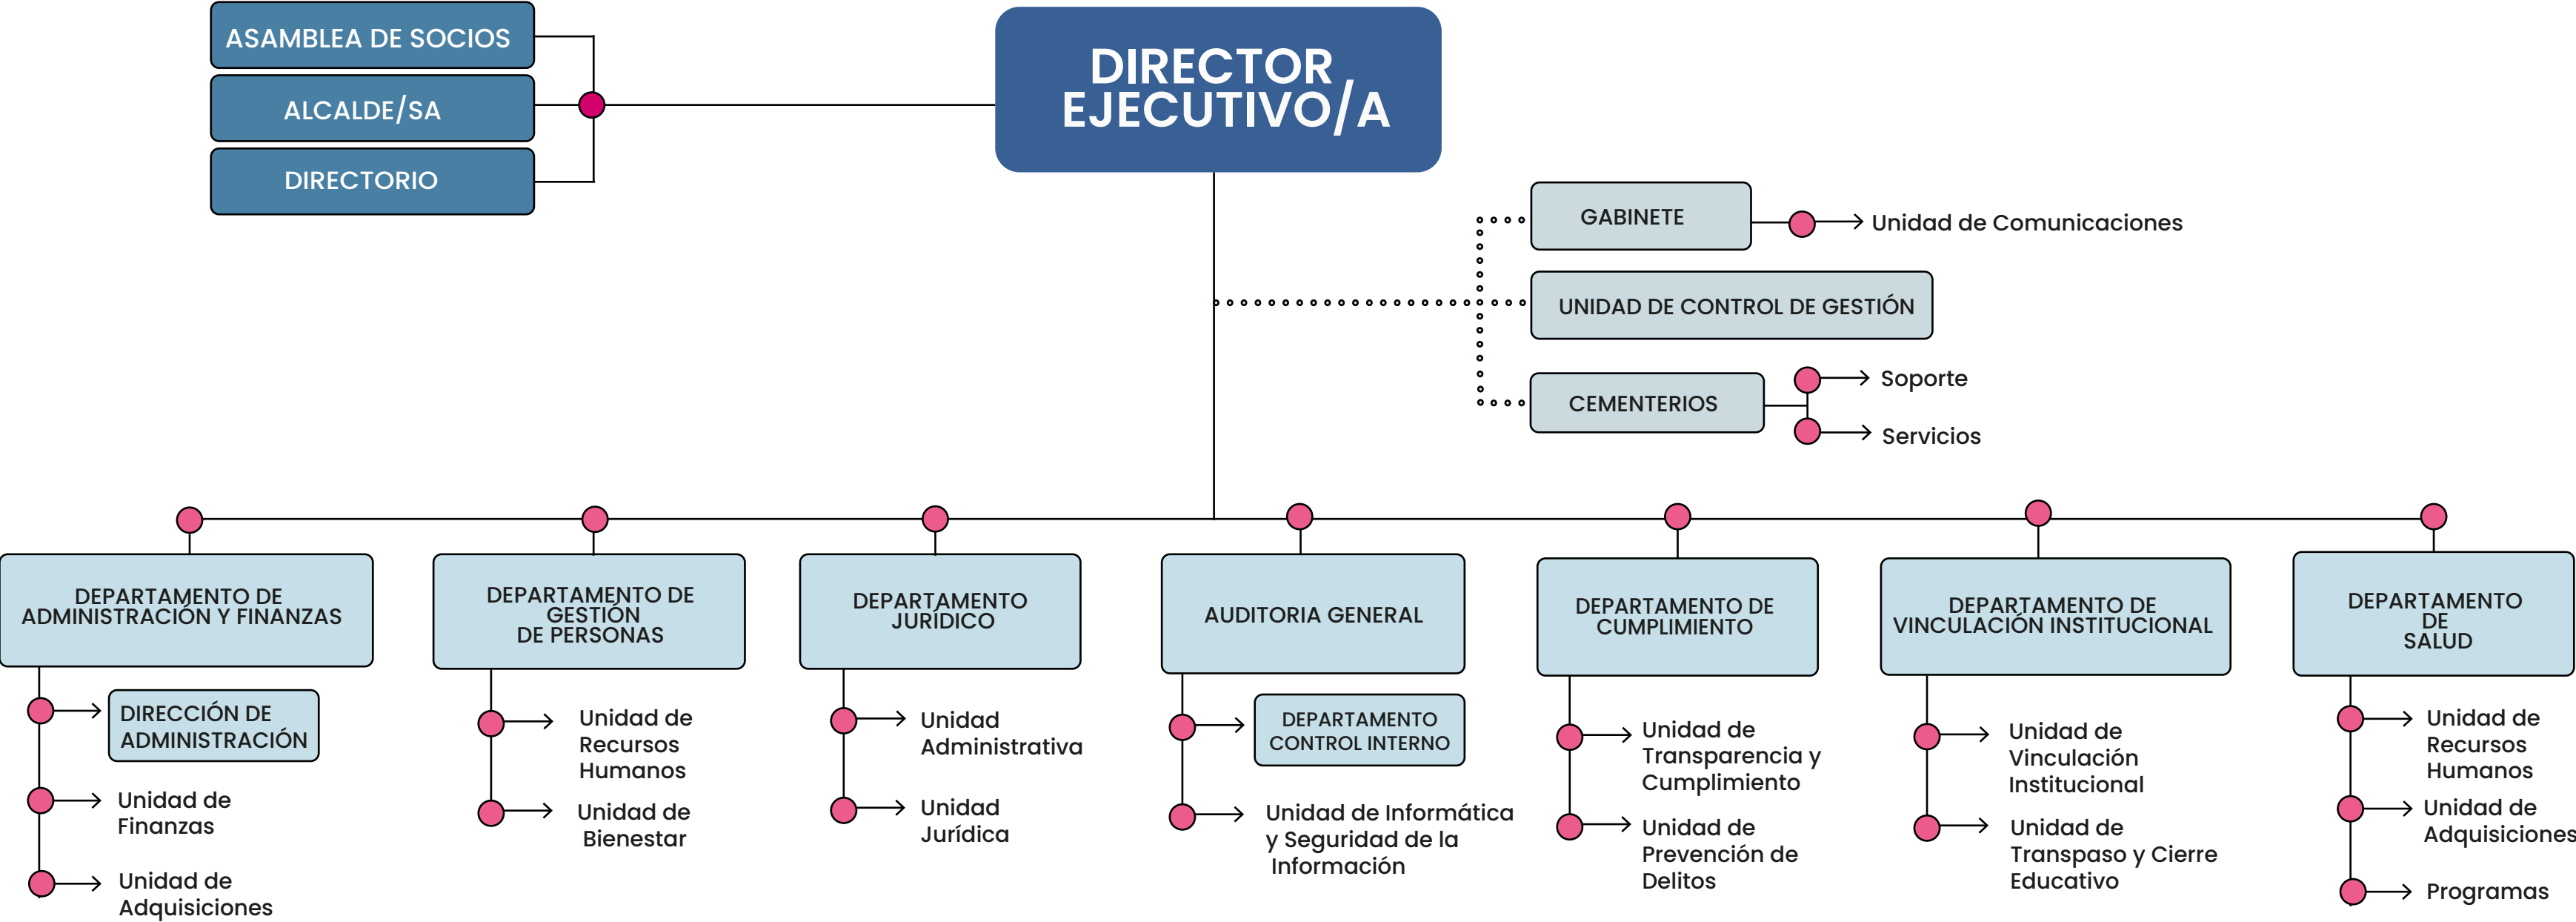 ASAMBLEA DE SOCIOS
ALCALDE/SA
DIRECTORIO
DIRECTOR
EJECUTIVO/A
GABINETE
Unidad de Comunicaciones
UNIDAD DE CONTROL DE GESTIÓN
CEMENTERIOS
Soporte
Servicios
DEPARTAMENTO DE
ADMINISTRACIÓN Y FINANZAS
DIRECCIÓN DE
ADMINISTRACIÓN
Unidad de
Finanzas
Unidad de
Adquisiciones
DEPARTAMENTO DE
GESTIÓN
DE PERSONAS
Unidad de
Recursos
Humanos
Unidad de
Bienestar
DEPARTAMENTO
JURÍDICO
Unidad
Administrativa
Unidad
Jurídica
AUDITORIA GENERAL
DEPARTAMENTO
CONTROL INTERNO
Unidad de Informática
y Seguridad de la
Información
DEPARTAMENTO DE
CUMPLIMIENTO
Unidad de
Transparencia y
Cumplimiento
Unidad de
Prevención de
Delitos
DEPARTAMENTO DE
VINCULACIÓN INSTITUCIONAL
Unidad de
Vinculación
Institucional
Unidad de
Transpaso y Cierre
Educativo
DEPARTAMENTO
DE
SALUD
Unidad de
Recursos
Humanos
Unidad de
Adquisiciones
Programas